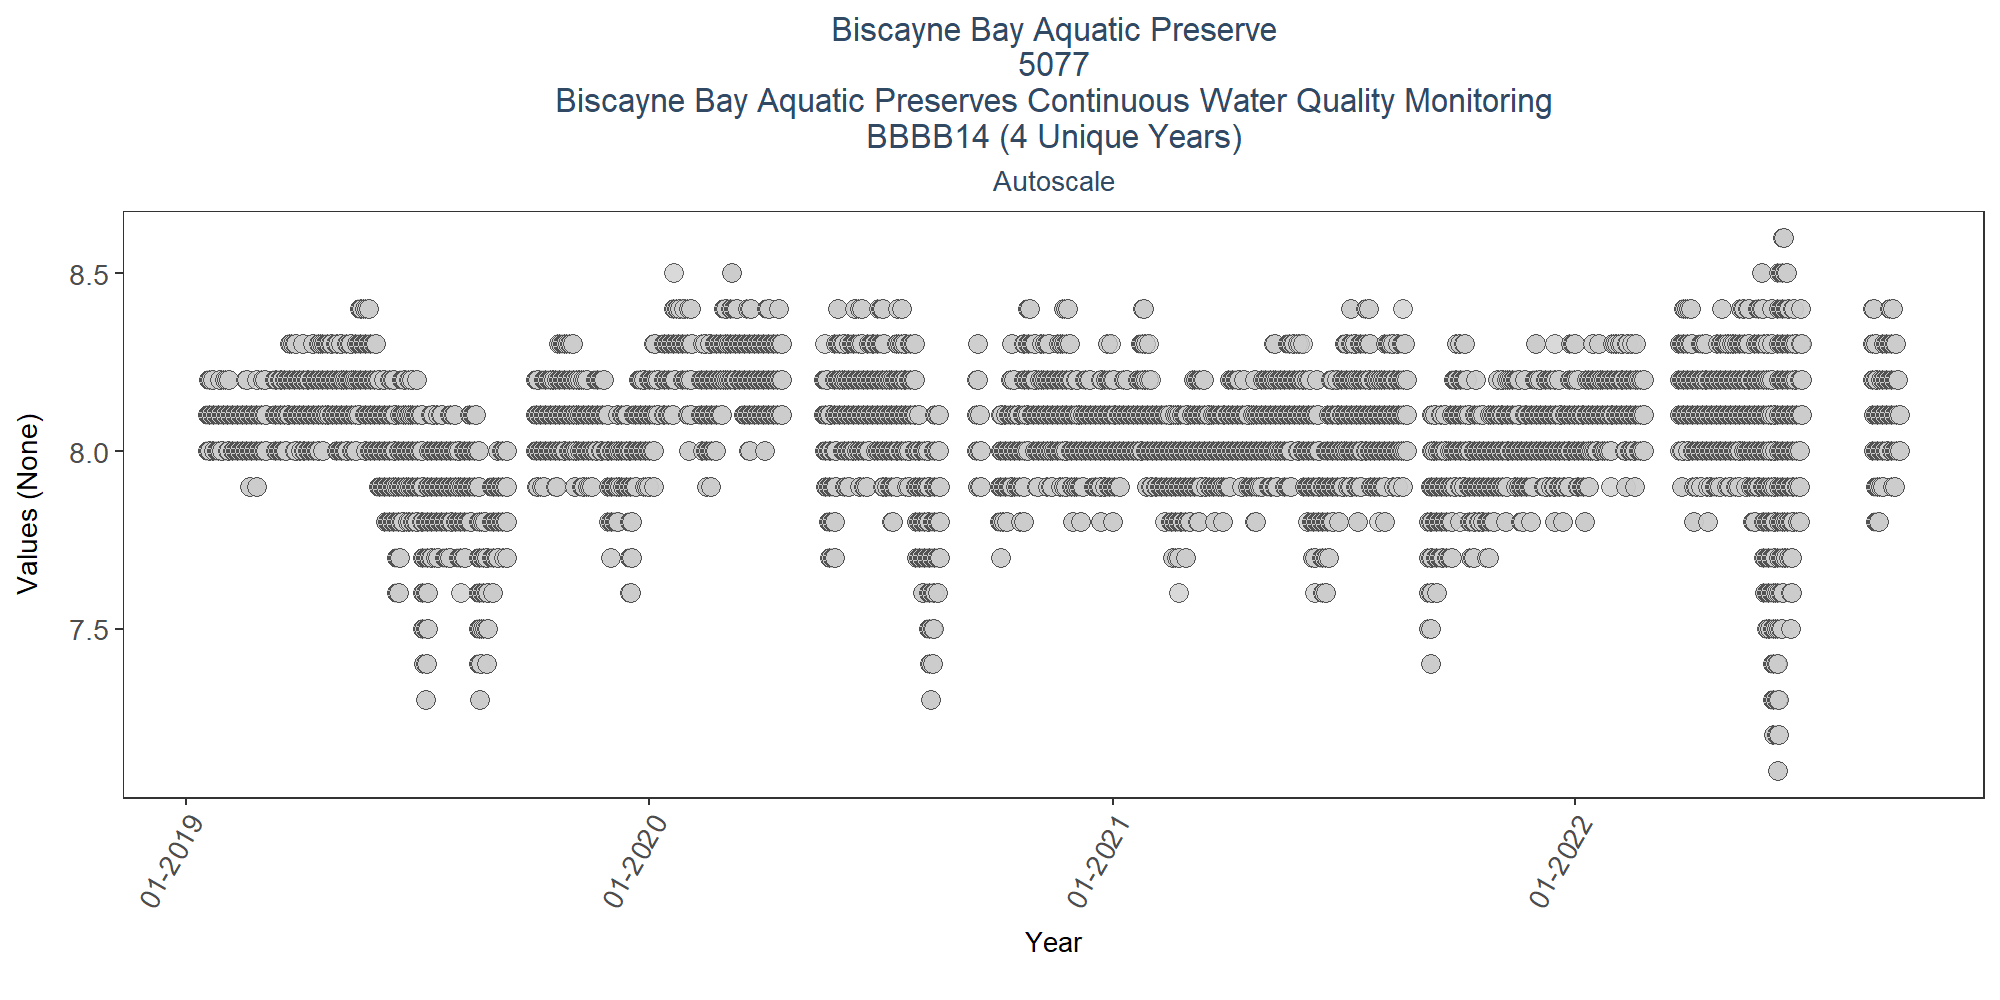 Biscayne Bay Aquatic Preserve
5077
Biscayne Bay Aquatic Preserves Continuous Water Quality Monitoring
BBBB14 (4 Unique Years)
Autoscale
Values (None)
8.5
8.0
7.5
01-2019
01-2020
01-2021
01-2022
Year